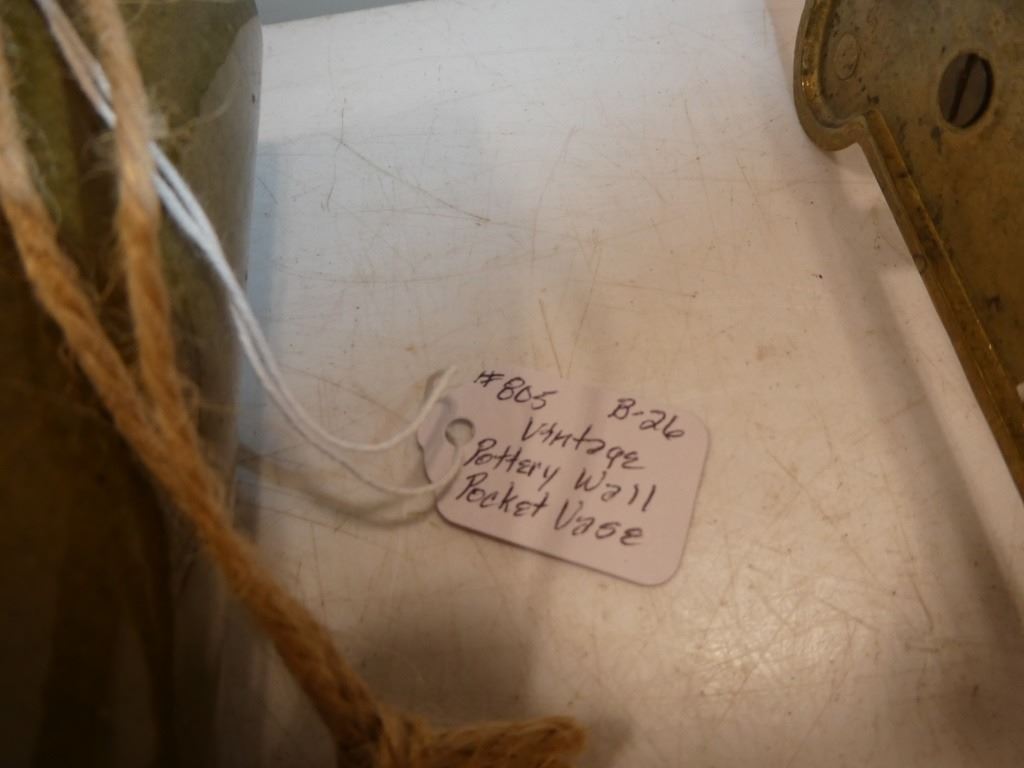 #805 B-26
Vintage
Pottery Wall
Pocket Vase